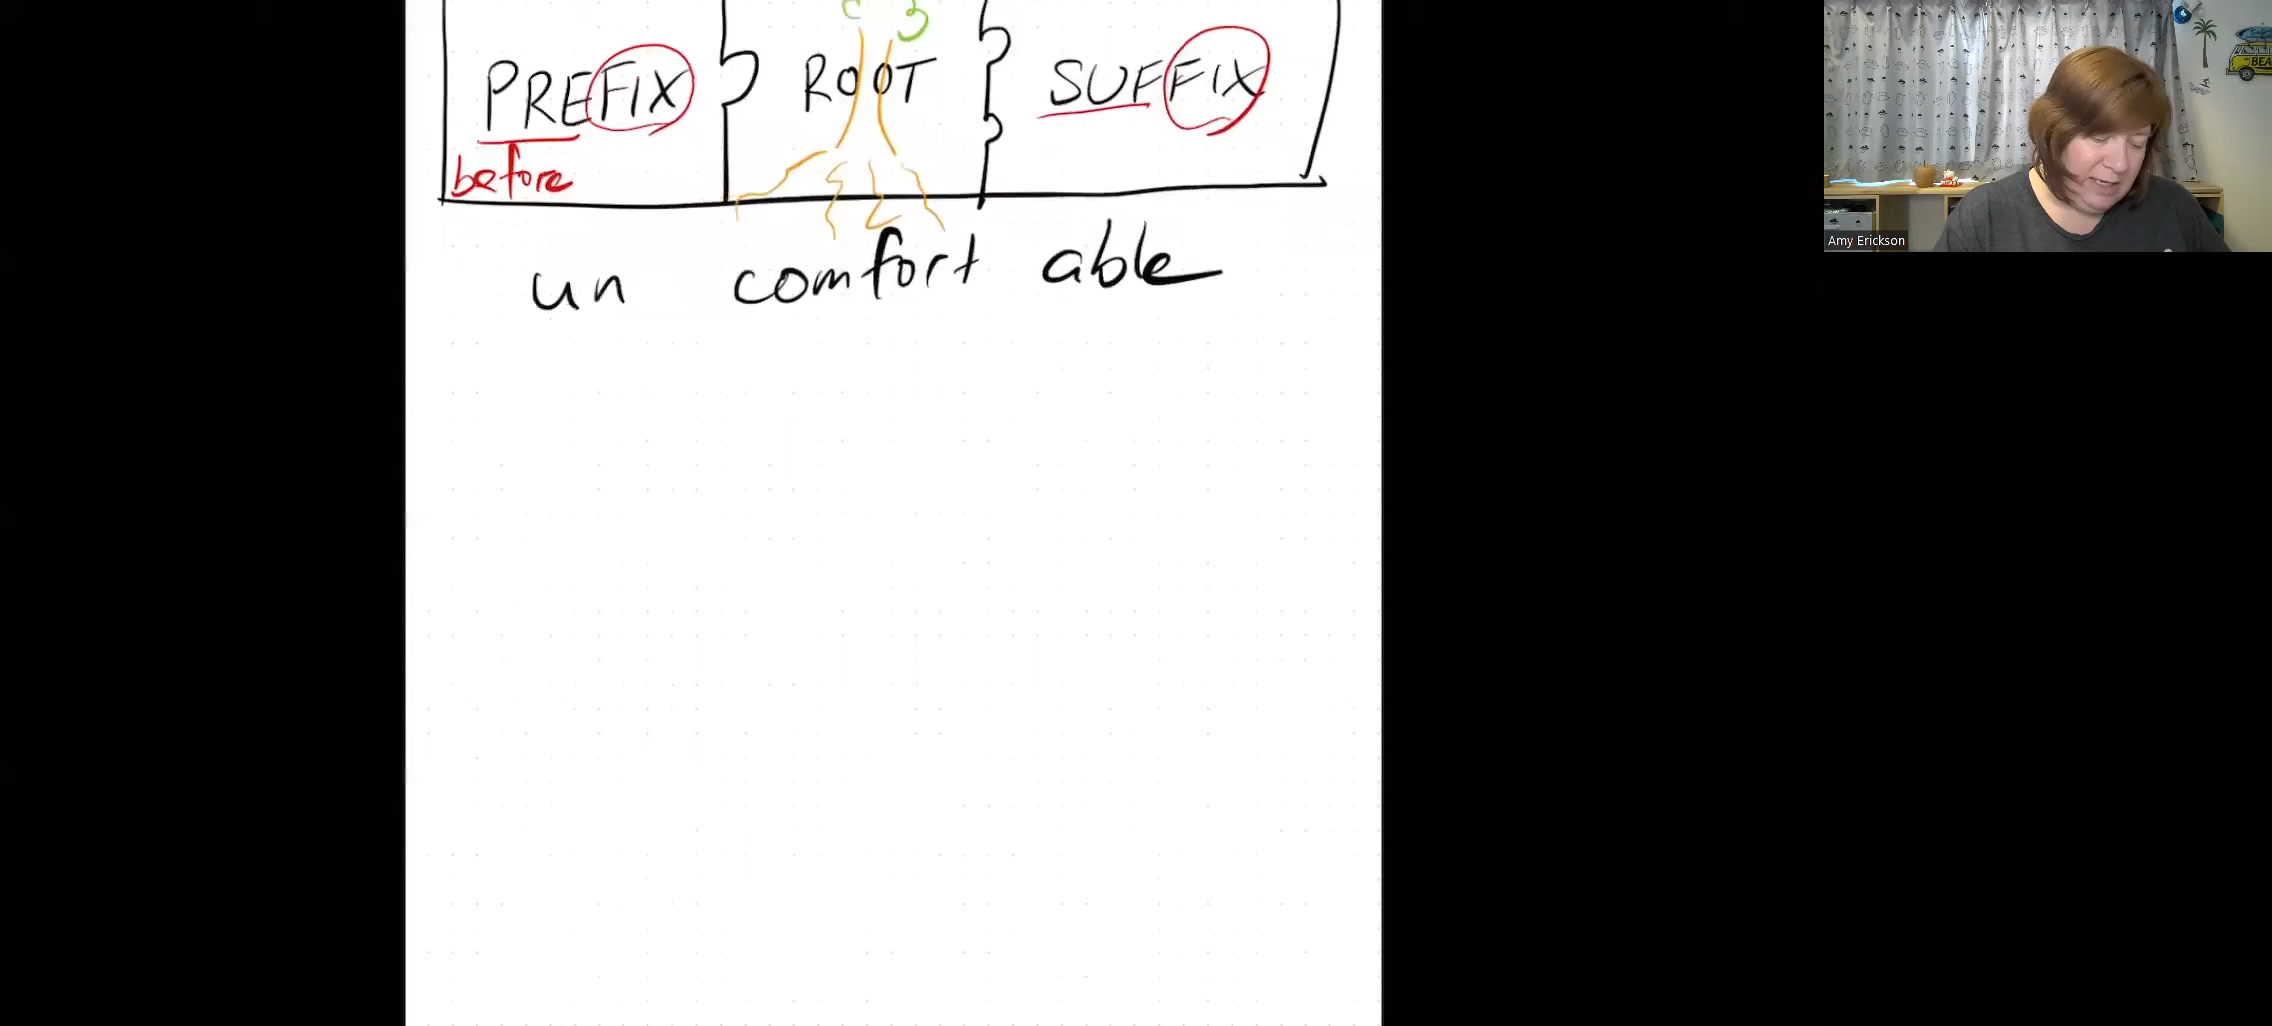 PREFIX ROOT SUFFIX
before
un comfort able
Amy Erickson